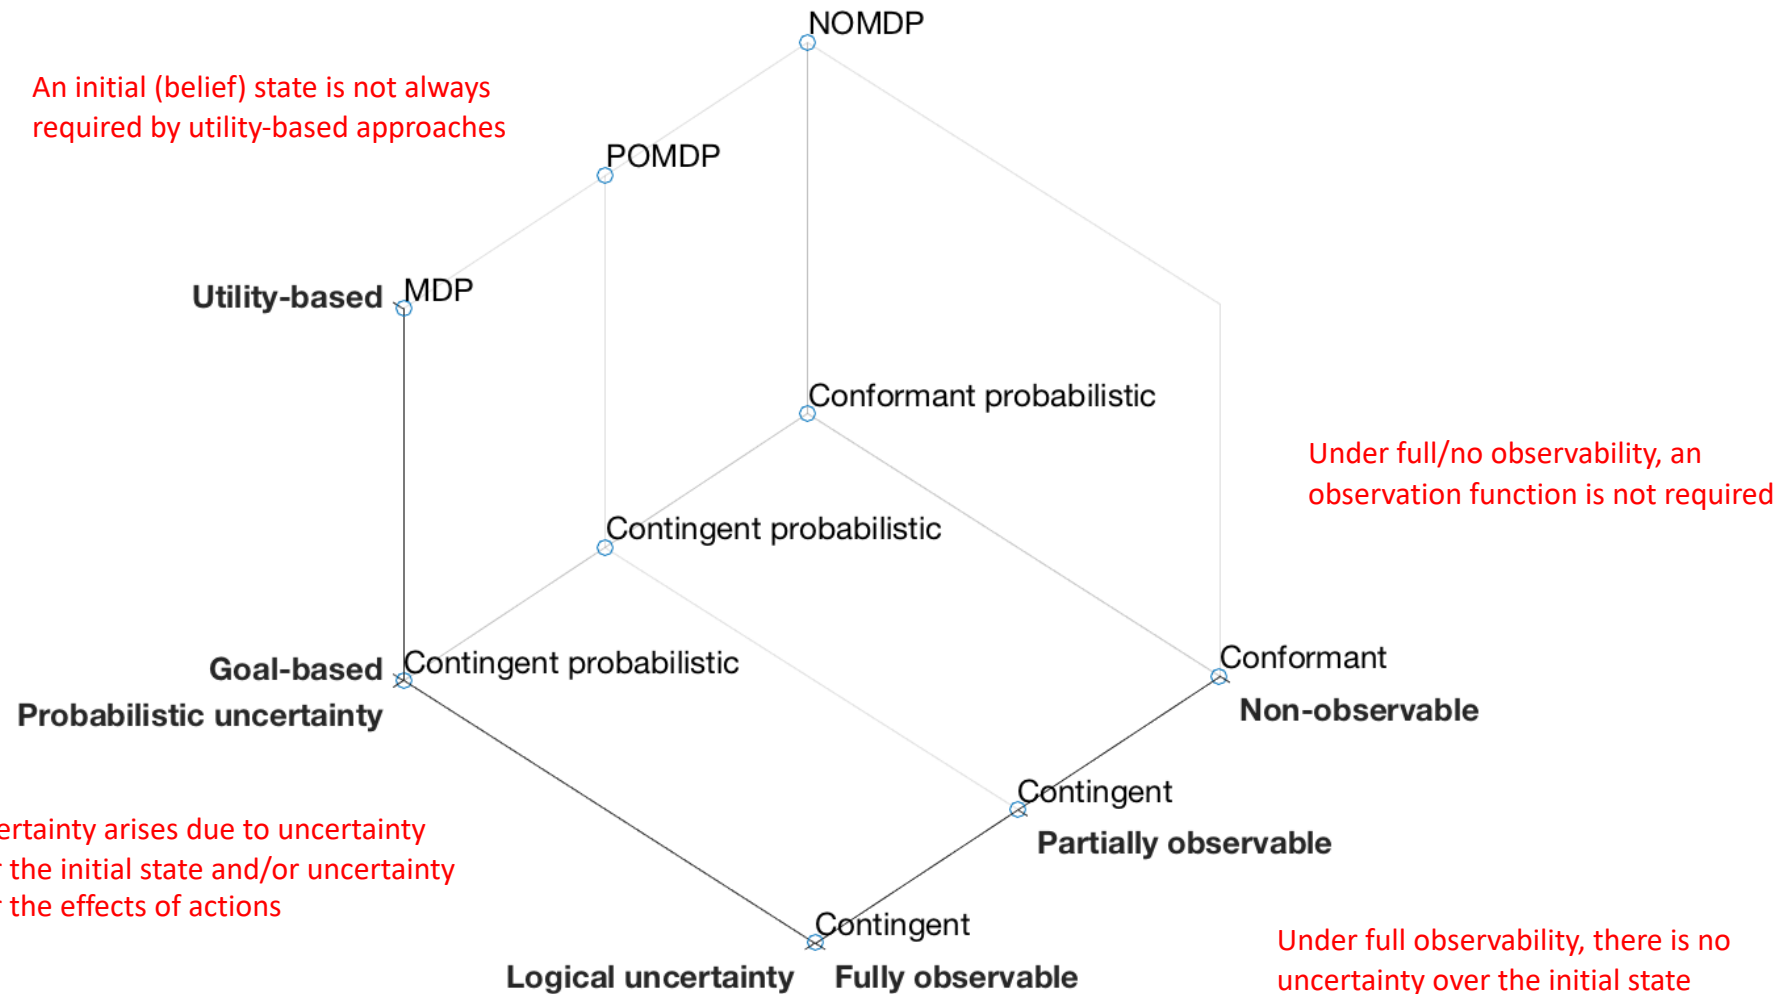 NOMDP
An initial (belief) state is not always
required by utility-based approaches
POMDP
Utility-based
MDP
Conformant probabilistic
Under full/no observability, an
observation function is not required
Contingent probabilistic
Goal-based
Contingent probabilistic
Probabilistic uncertainty
Conformant
Non-observable
Contingent
Partially observable
ertainty arises due to uncertainty
the initial state and/or uncertainty
the effects of actions
Contingent
Logical uncertainty
Fully observable
Under full observability, there is no
uncertainty over the initial state